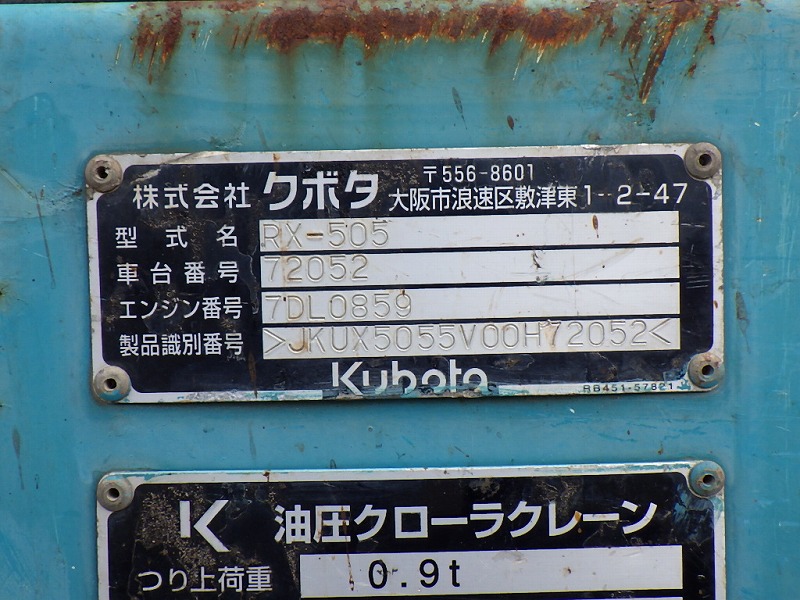 株式会社 クボタ 〒556-8601
大阪市浪速区敷津東1-2-47
型式名 RX-505
車台番号 72052
エンジン番号 7DL0859
製品識別番号 >JKUX5055V00H72052<
Kubota
RB451-57821
K 油圧クローラクレーン
つり上荷重 0.9t